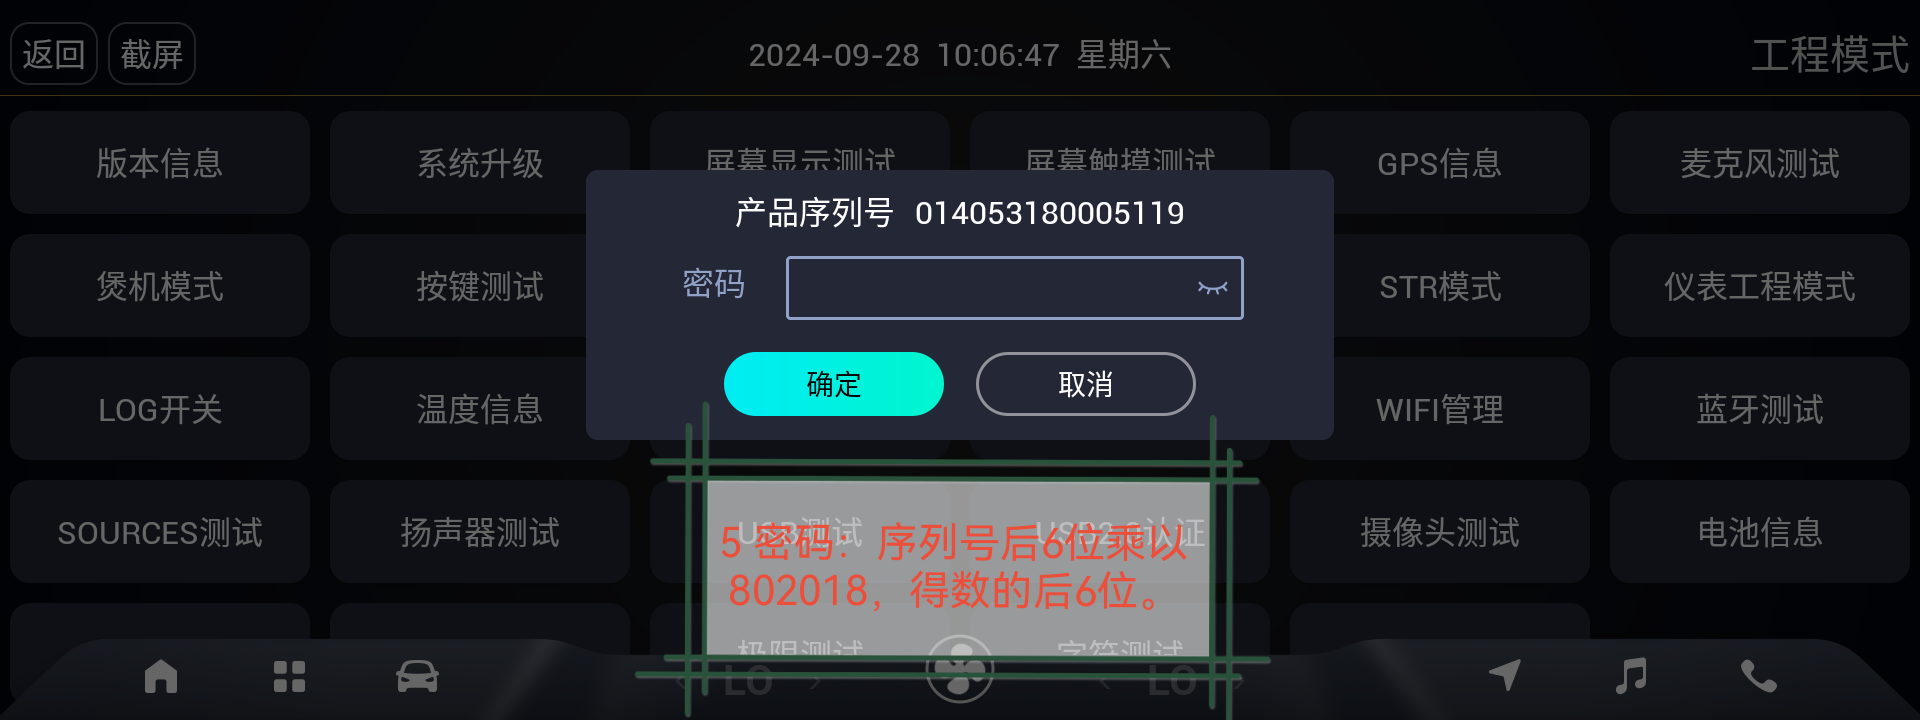 返回 截屏 2024-09-28 10:06:47 星期六 工程模式
版本信息 系统升级 屏幕显示测试 屏幕触摸测试 GPS信息 麦克风测试
产品序列号 014053180005119
煲机模式 按键测试 密码 STR模式 仪表工程模式
确定 取消
LOG开关 温度信息 WIFI管理 蓝牙测试
SOURCES测试 扬声器测试 USB测试 USB2.0认证 摄像头测试 电池信息
5 密码：序列号后6位乘以
802018，得数的后6位。
极限测试 字符测试
LO LO